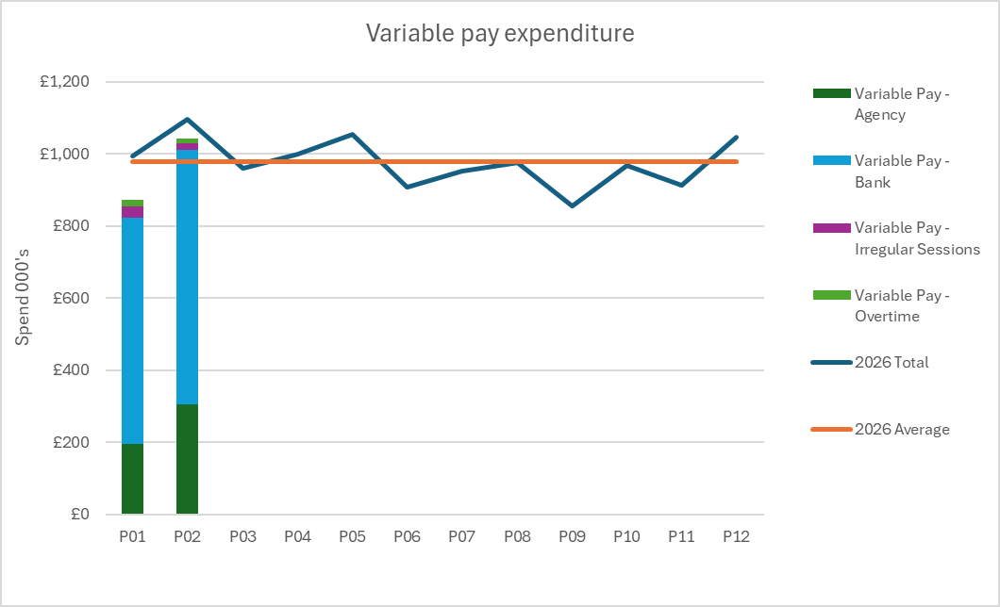 Variable pay expenditure
Spend 000's
£1,200
£1,000
£800
£600
£400
£200
£0
P01 P02 P03 P04 P05 P06 P07 P08 P09 P10 P11 P12
Variable Pay -
Agency
Variable Pay -
Bank
Variable Pay -
Irregular Sessions
Variable Pay -
Overtime
2026 Total
2026 Average